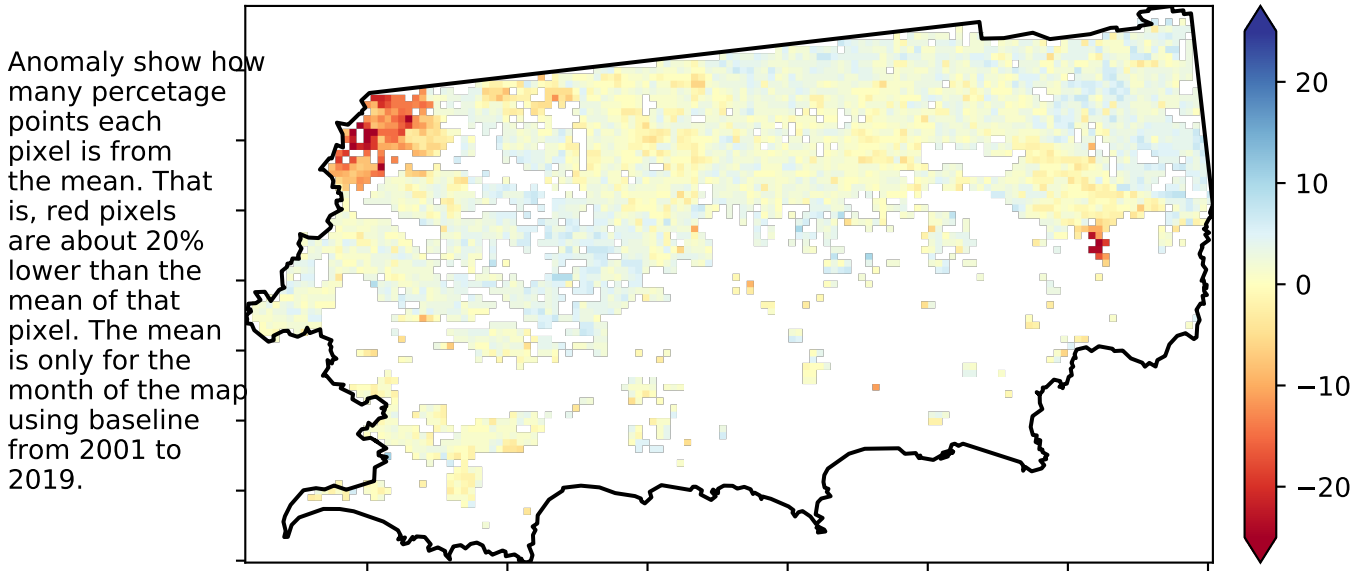 Anomaly show how
many percetage
points each
pixel is from
the mean. That
is, red pixels
are about 20%
lower than the
mean of that
pixel. The mean
is only for the
month of the map
using baseline
from 2001 to
2019.
20
10
0
−10
−20